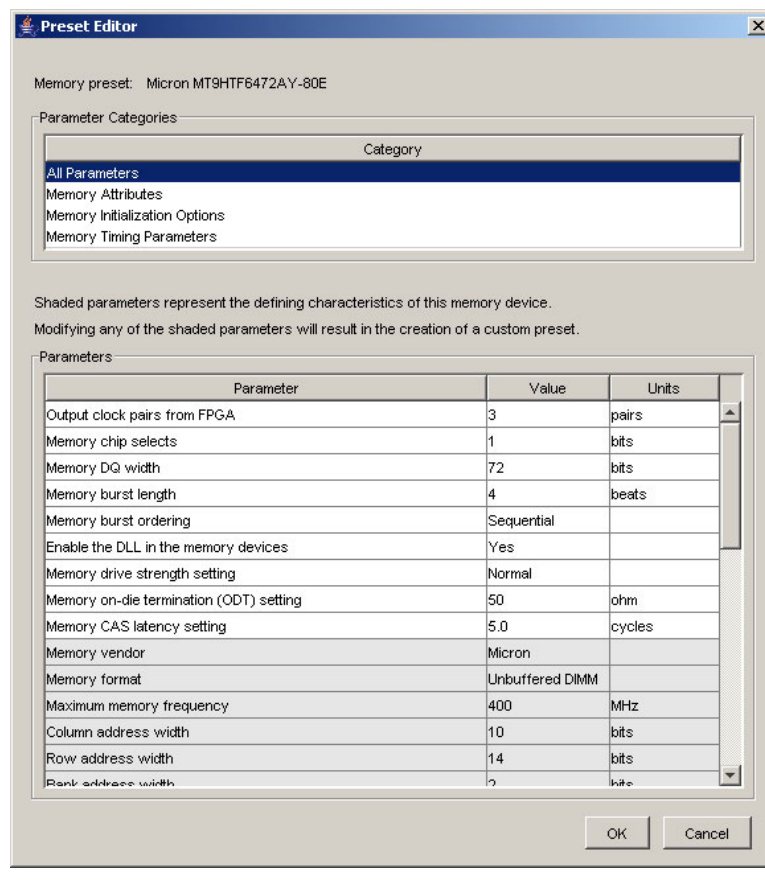 Preset Editor
Memory preset: Micron MT9HTF6472AY-80E
Parameter Categories
Category
All Parameters
Memory Attributes
Memory Initialization Options
Memory Timing Parameters
Shaded parameters represent the defining characteristics of this memory device.
Modifying any of the shaded parameters will result in the creation of a custom preset.
Parameters
Parameter Value Units
Output clock pairs from FPGA 3 pairs
Memory chip selects 1 bits
Memory DQ width 72 bits
Memory burst length 4 beats
Memory burst ordering Sequential
Enable the DLL in the memory devices Yes
Memory drive strength setting Normal
Memory on-die termination (ODT) setting 50 ohm
Memory CAS latency setting 5.0 cycles
Memory vendor Micron
Memory format Unbuffered DIMM
Maximum memory frequency 400 MHz
Column address width 10 bits
Row address width 14 bits
Bank address width 2 bits
OK Cancel